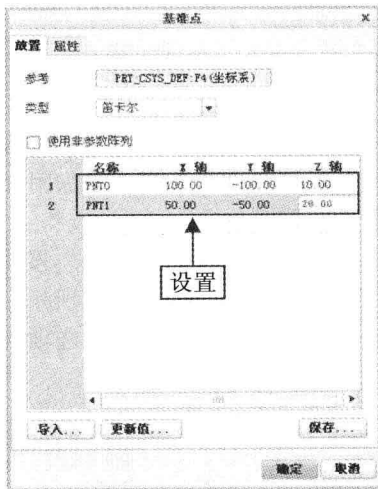 基准点 ×
放置 属性
参考 PRT_CSYS_DEF:F4(坐标系)
类型 笛卡尔
使用非参数阵列
名称 X 轴 Y 轴 Z 轴
1 PNT0 100.00 -100.00 10.00
2 PNT1 50.00 -50.00 20.00
设置
导入... 更新值... 保存...
确定 取消